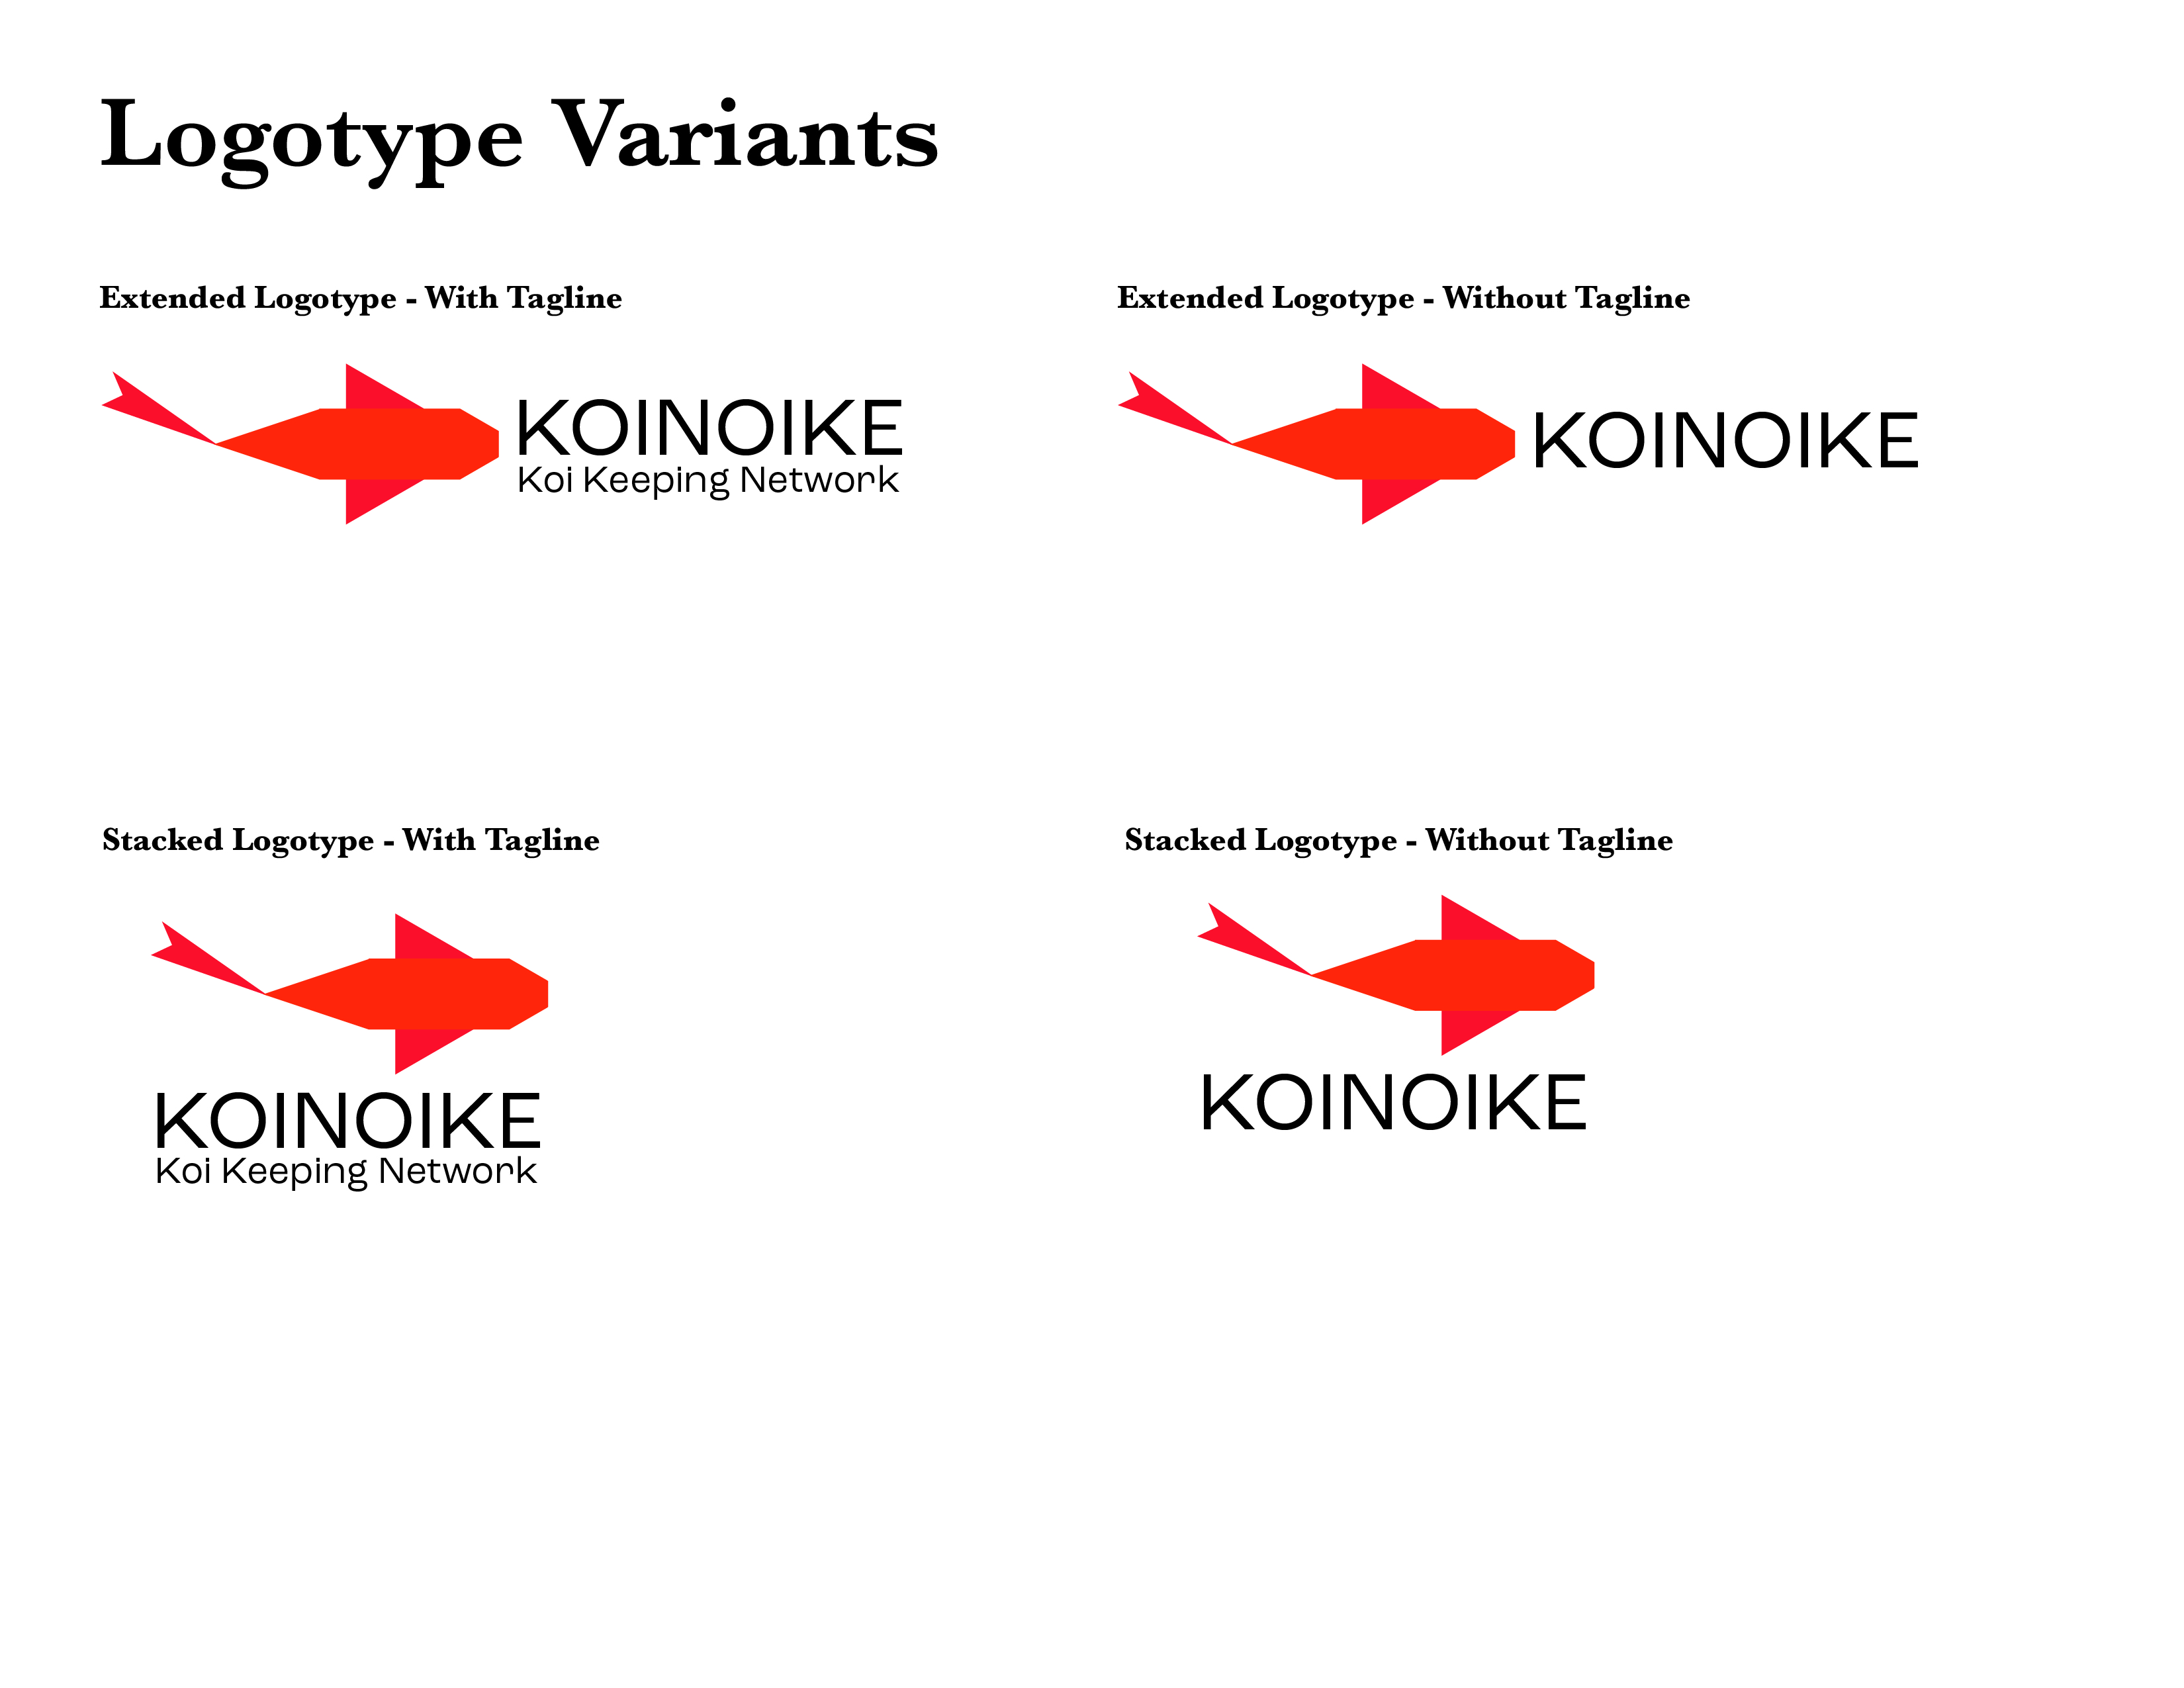 Logotype Variants
Extended Logotype - With Tagline
KOINOIKE
Koi Keeping Network
Extended Logotype - Without Tagline
KOINOIKE
Stacked Logotype - With Tagline
KOINOIKE
Koi Keeping Network
Stacked Logotype - Without Tagline
KOINOIKE